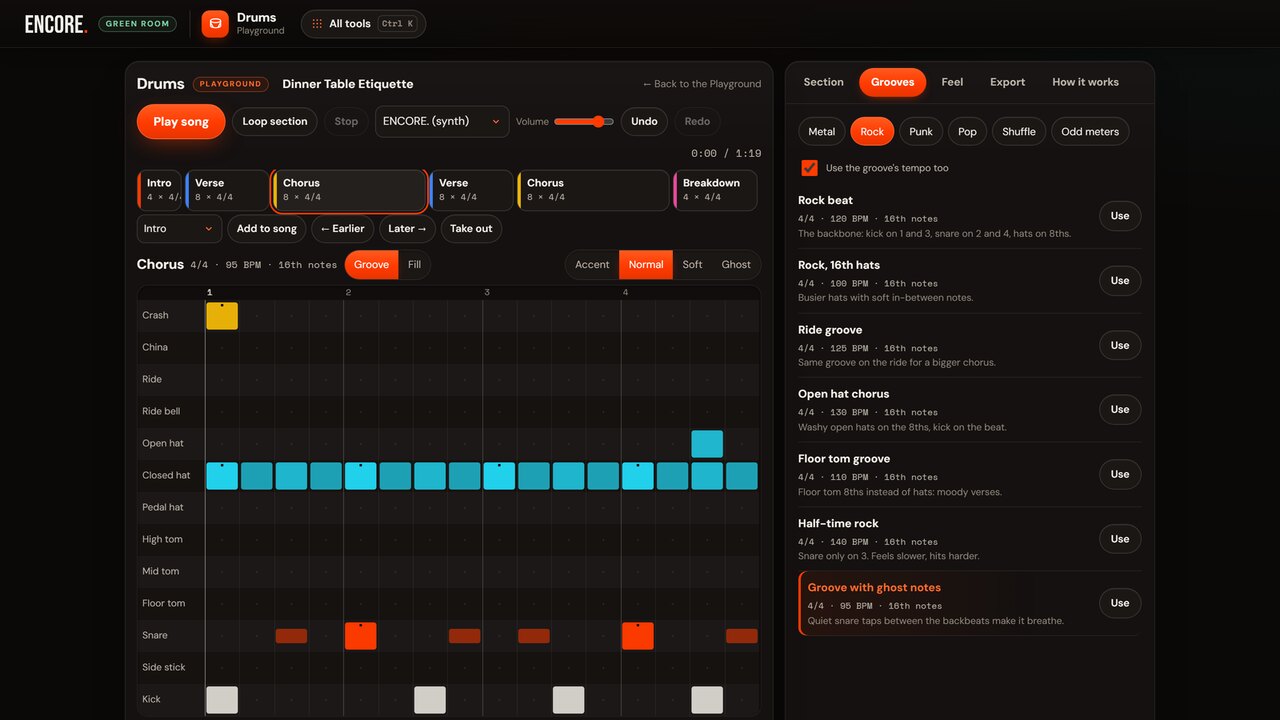 ENCORE. GREEN ROOM Drums Playground All tools Ctrl K
Drums PLAYGROUND Dinner Table Etiquette ← Back to the Playground
Play song Loop section Stop ENCORE. (synth) Volume Undo Redo
0:00 / 1:19
Intro Verse Chorus Verse Chorus Breakdown
4 × 4/ 8 × 4/4 8 × 4/4 8 × 4/4 8 × 4/4 4 × 4/4
Intro Add to song ← Earlier Later → Take out
Chorus 4/4 · 95 BPM · 16th notes Groove Fill Accent Normal Soft Ghost
1 2 3 4
Crash
China
Ride
Ride bell
Open hat
Closed hat
Pedal hat
High tom
Mid tom
Floor tom
Snare
Side stick
Kick
Section Grooves Feel Export How it works
Metal Rock Punk Pop Shuffle Odd meters
Use the groove's tempo too
Rock beat
4/4 · 120 BPM · 16th notes
The backbone: kick on 1 and 3, snare on 2 and 4, hats on 8ths.
Use
Rock, 16th hats
4/4 · 100 BPM · 16th notes
Busier hats with soft in-between notes.
Use
Ride groove
4/4 · 125 BPM · 16th notes
Same groove on the ride for a bigger chorus.
Use
Open hat chorus
4/4 · 130 BPM · 16th notes
Washy open hats on the 8ths, kick on the beat.
Use
Floor tom groove
4/4 · 110 BPM · 16th notes
Floor tom 8ths instead of hats: moody verses.
Use
Half-time rock
4/4 · 140 BPM · 16th notes
Snare only on 3. Feels slower, hits harder.
Use
Groove with ghost notes
4/4 · 95 BPM · 16th notes
Quiet snare taps between the backbeats make it breathe.
Use